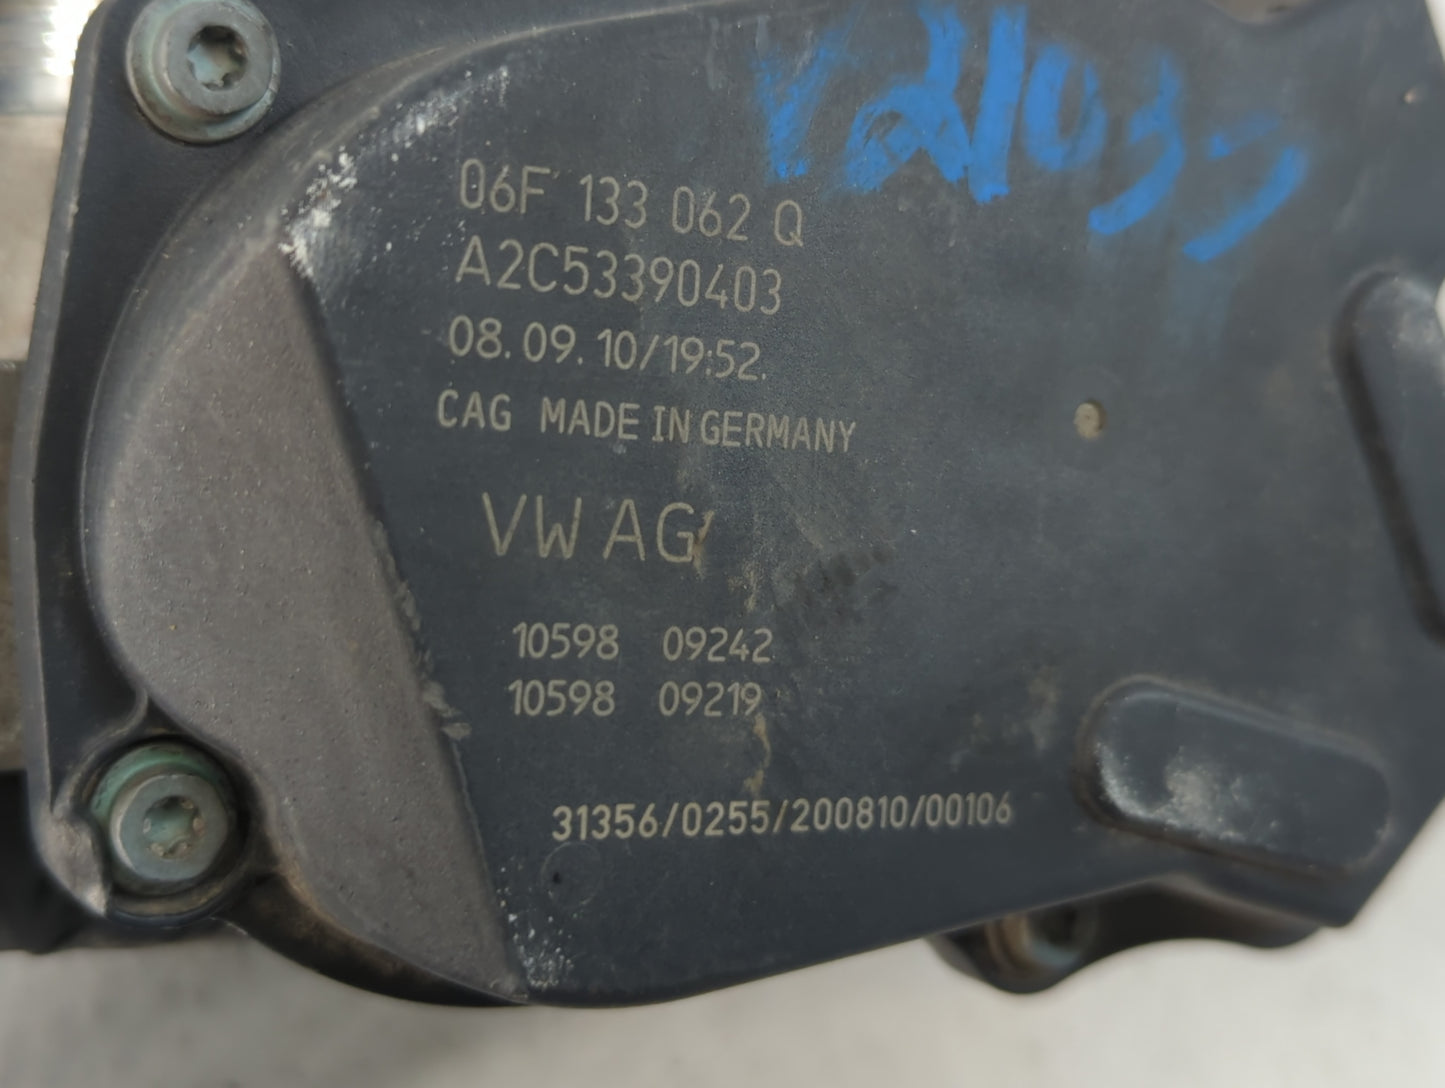 V21033
06F 133 062 Q
A2C53390403
08.09.10/19:52.
CAG MADE IN GERMANY
VW AG
10598 09242
10598 09219
31356/0255/200810/00106